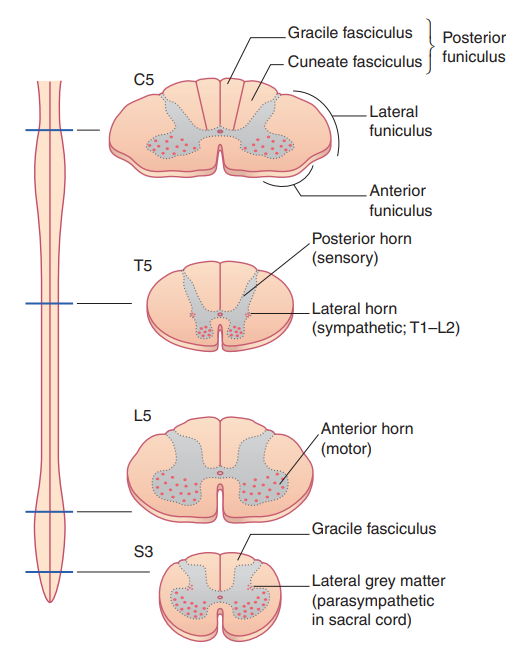 Gracile fasciculus
Cuneate fasciculus
Posterior
funiculus
C5
Lateral
funiculus
Anterior
funiculus
Posterior horn
(sensory)
T5
Lateral horn
(sympathetic; T1–L2)
L5
Anterior horn
(motor)
Gracile fasciculus
S3
Lateral grey matter
(parasympathetic
in sacral cord)